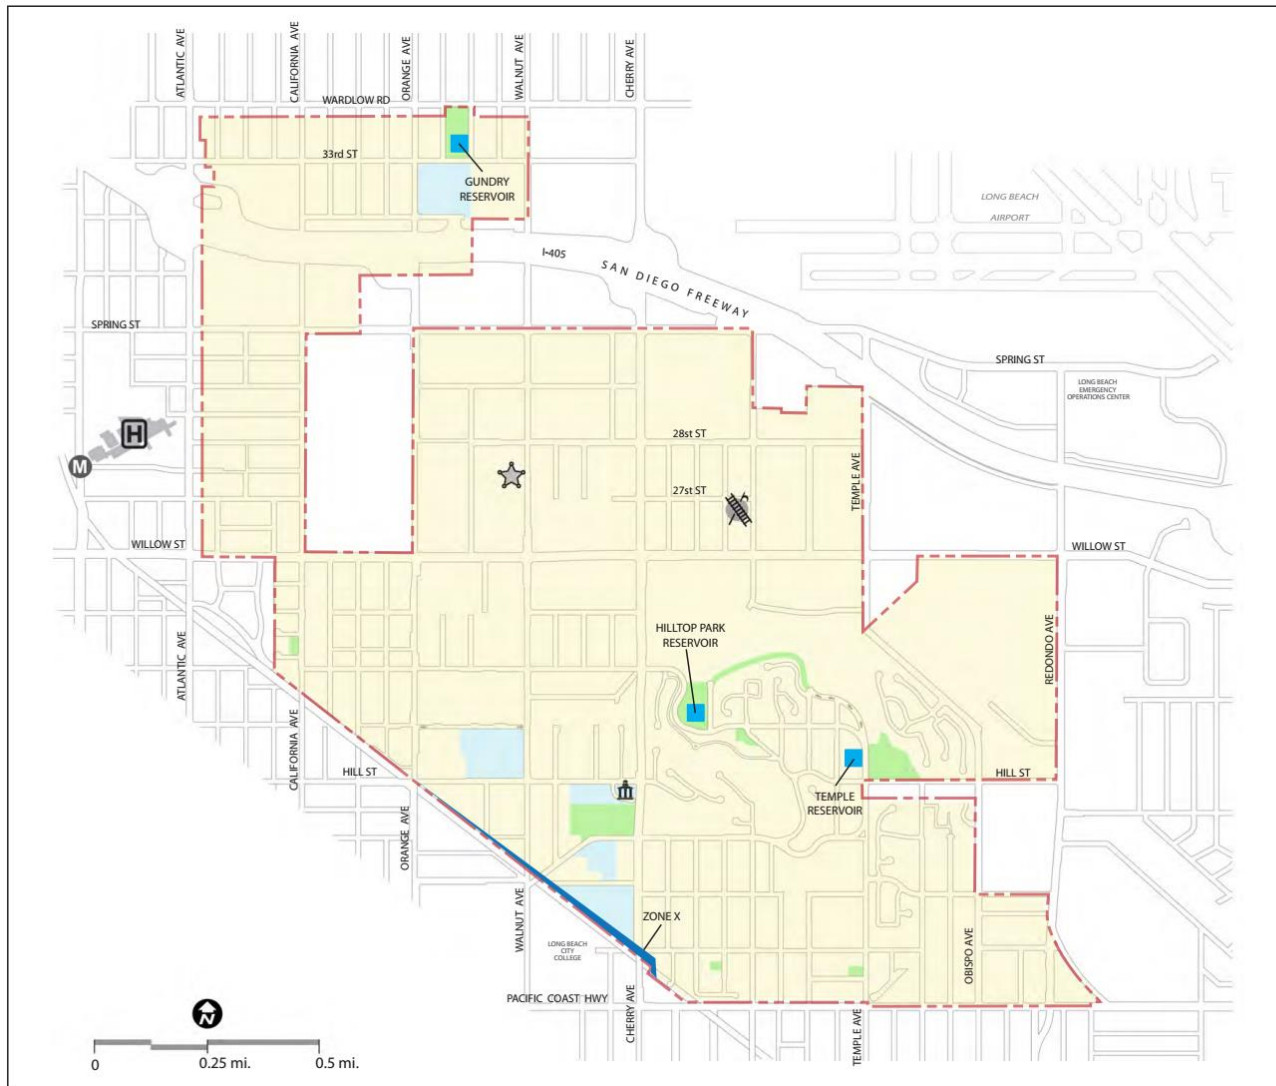 ATLANTIC AVE
CALIFORNIA AVE
ORANGE AVE
WALNUT AVE
CHERRY AVE
WARDLOW RD
33rd ST
GUNDRY
RESERVOIR
LONG BEACH
AIRPORT
I-405
SAN DIEGO FREEWAY
SPRING ST
SPRING ST
LONG BEACH
EMERGENCY
OPERATIONS CENTER
H
M
28st ST
27st ST
TEMPLE AVE
WILLOW ST
WILLOW ST
HILLTOP PARK
RESERVOIR
REDONDO AVE
ATLANTIC AVE
CALIFORNIA AVE
HILL ST
HILL ST
TEMPLE
RESERVOIR
ORANGE AVE
WALNUT AVE
ZONE X
LONG BEACH
CITY
COLLEGE
OBISPO AVE
PACIFIC COAST HWY
CHERRY AVE
TEMPLE AVE
N
0
0.25 mi.
0.5 mi.